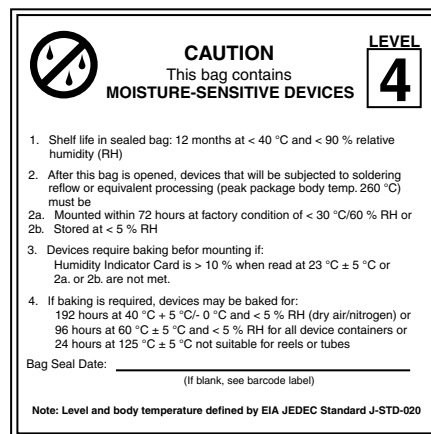 LEVEL
CAUTION
4
This bag contains
MOISTURE-SENSITIVE DEVICES
1. Shelf life in sealed bag: 12 months at < 40 °C and < 90 % relative
humidity (RH)
2. After this bag is opened, devices that will be subjected to soldering
reflow or equivalent processing (peak package body temp. 260 °C)
must be
2a. Mounted within 72 hours at factory condition of < 30 °C/60 % RH or
2b. Stored at < 5 % RH
3. Devices require baking befor mounting if:
Humidity Indicator Card is > 10 % when read at 23 °C ± 5 °C or
2a. or 2b. are not met.
4. If baking is required, devices may be baked for:
192 hours at 40 °C + 5 °C/- 0 °C and < 5 % RH (dry air/nitrogen) or
96 hours at 60 °C ± 5 °C and < 5 % RH for all device containers or
24 hours at 125 °C ± 5 °C not suitable for reels or tubes
Bag Seal Date:
(If blank, see barcode label)
Note: Level and body temperature defined by EIA JEDEC Standard J-STD-020